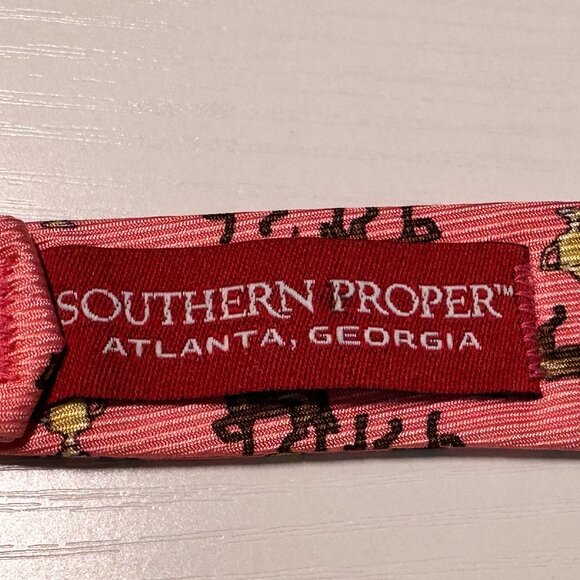 SOUTHERN PROPER™
ATLANTA, GEORGIA